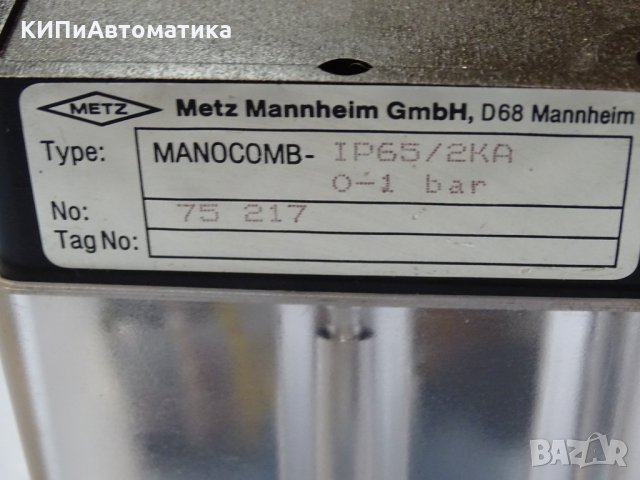 КИПиАвтоматика
METZ Metz Mannheim GmbH, D68 Mannheim
Type: MANOCOMB- IP65/2KA
0-1 bar
No: 75 217
Tag No:
BAZAR